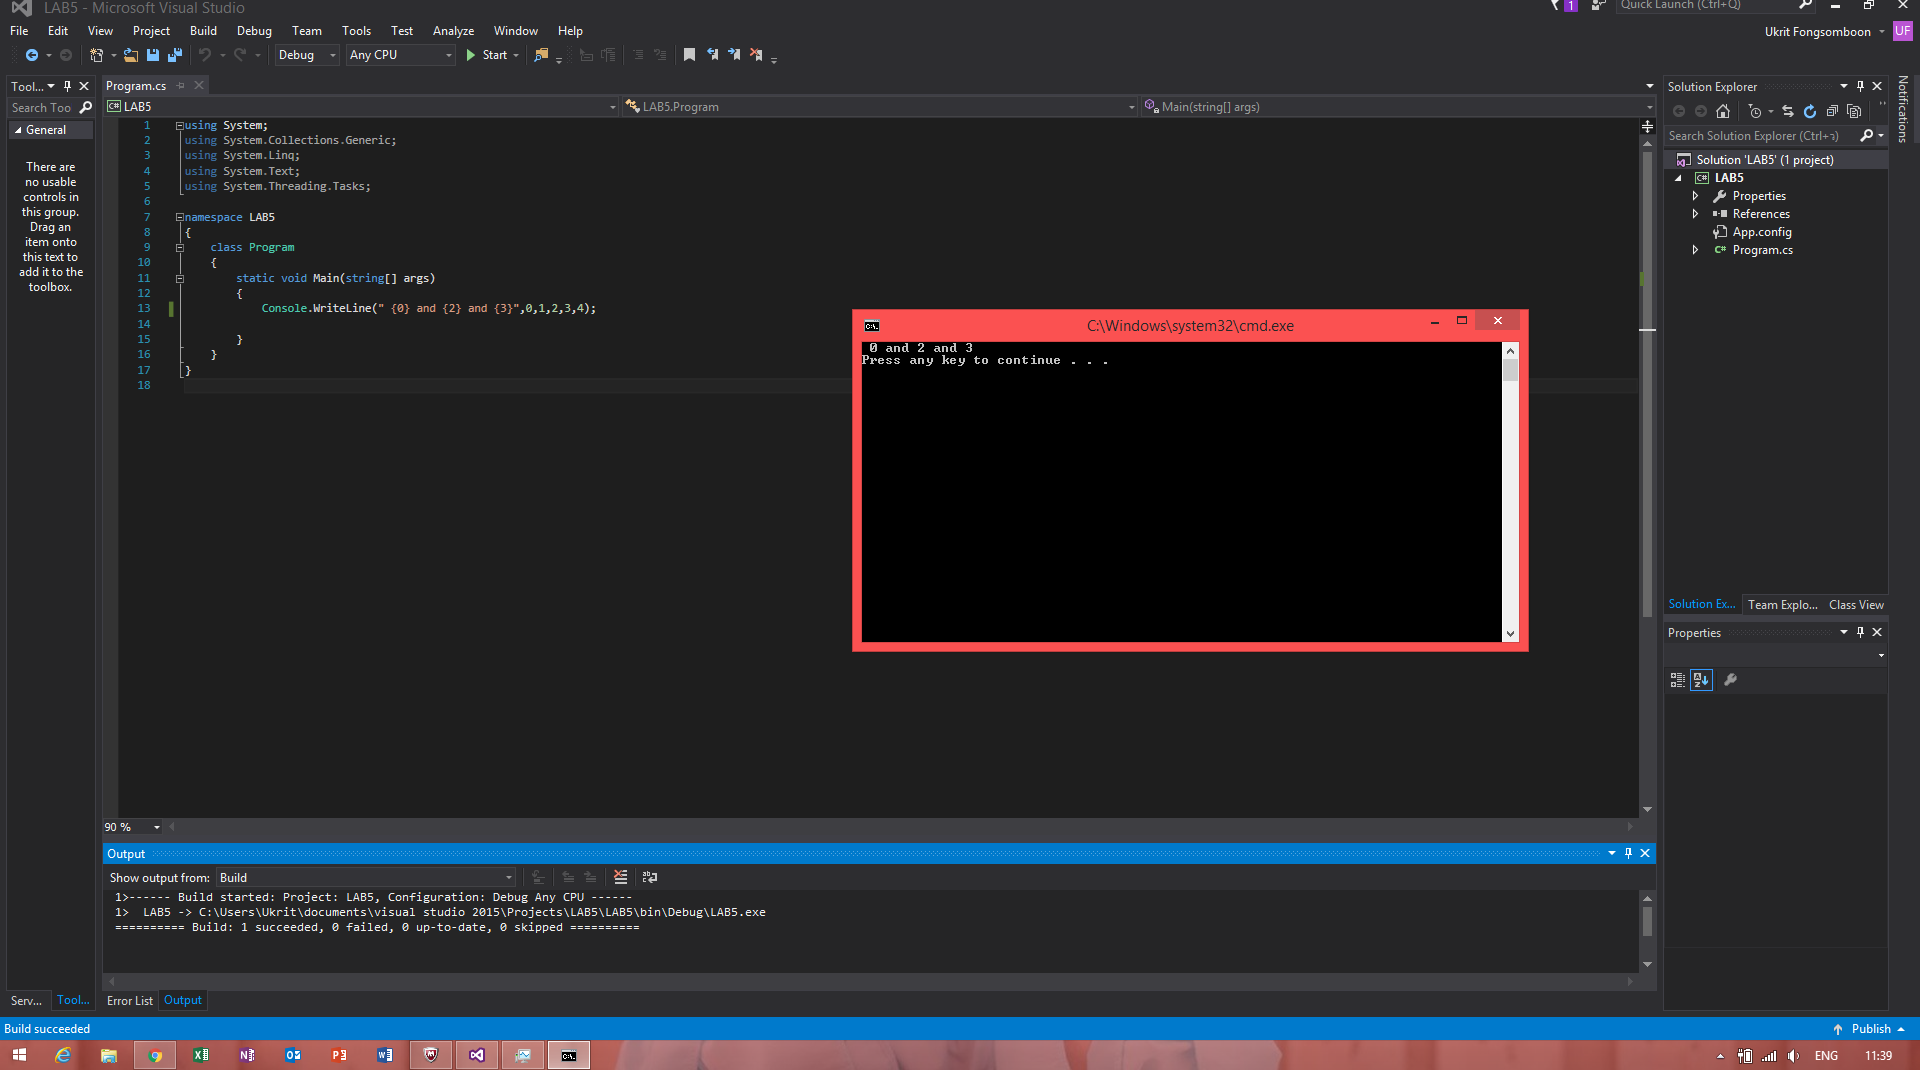 LAB5 - Microsoft Visual Studio
1
Quick Launch (Ctrl+Q)
File Edit View Project Build Debug Team Tools Test Analyze Window Help
Ukrit Fongsomboon UF
Debug Any CPU Start
Tool...
Search Too
General
There are
no usable
controls in
this group.
Drag an
item onto
this text to
add it to the
toolbox.
Program.cs
C# LAB5 LAB5.Program Main(string[] args)
1 using System;
2 using System.Collections.Generic;
3 using System.Linq;
4 using System.Text;
5 using System.Threading.Tasks;
6
7 namespace LAB5
8 {
9 class Program
10 {
11 static void Main(string[] args)
12 {
13 Console.WriteLine(" {0} and {2} and {3}",0,1,2,3,4);
14
15 }
16 }
17 }
18
C:\Windows\system32\cmd.exe
0 and 2 and 3
Press any key to continue . . .
90 %
Output
Show output from: Build
1>------ Build started: Project: LAB5, Configuration: Debug Any CPU ------
1> LAB5 -> C:\Users\Ukrit\documents\visual studio 2015\Projects\LAB5\LAB5\bin\Debug\LAB5.exe
========== Build: 1 succeeded, 0 failed, 0 up-to-date, 0 skipped ==========
Serv... Tool... Error List Output
Solution Explorer
Search Solution Explorer (Ctrl+า)
Solution 'LAB5' (1 project)
C# LAB5
Properties
References
App.config
C# Program.cs
Solution Ex... Team Explo... Class View
Properties
Notifications
Build succeeded
Publish
ENG 11:39